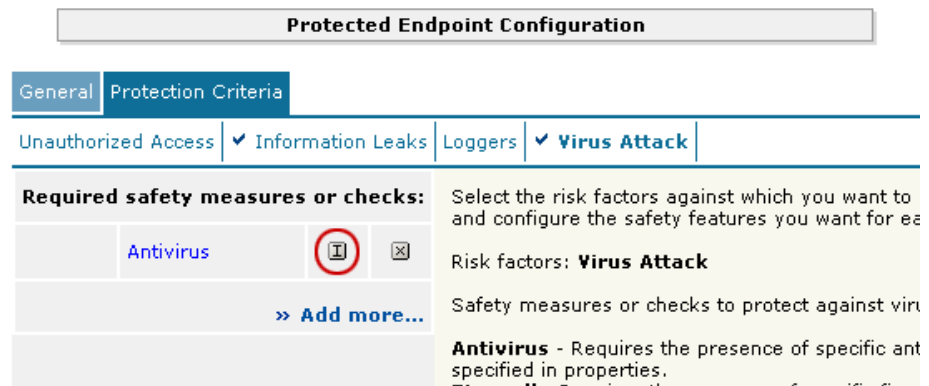 Protected Endpoint Configuration
General Protection Criteria
Unauthorized Access ✔ Information Leaks Loggers ✔ Virus Attack
Required safety measures or checks:
Antivirus
» Add more...
Select the risk factors against which you want to
and configure the safety features you want for
Risk factors: Virus Attack
Safety measures or checks to protect against
Antivirus - Requires the presence of specific
specified in properties.